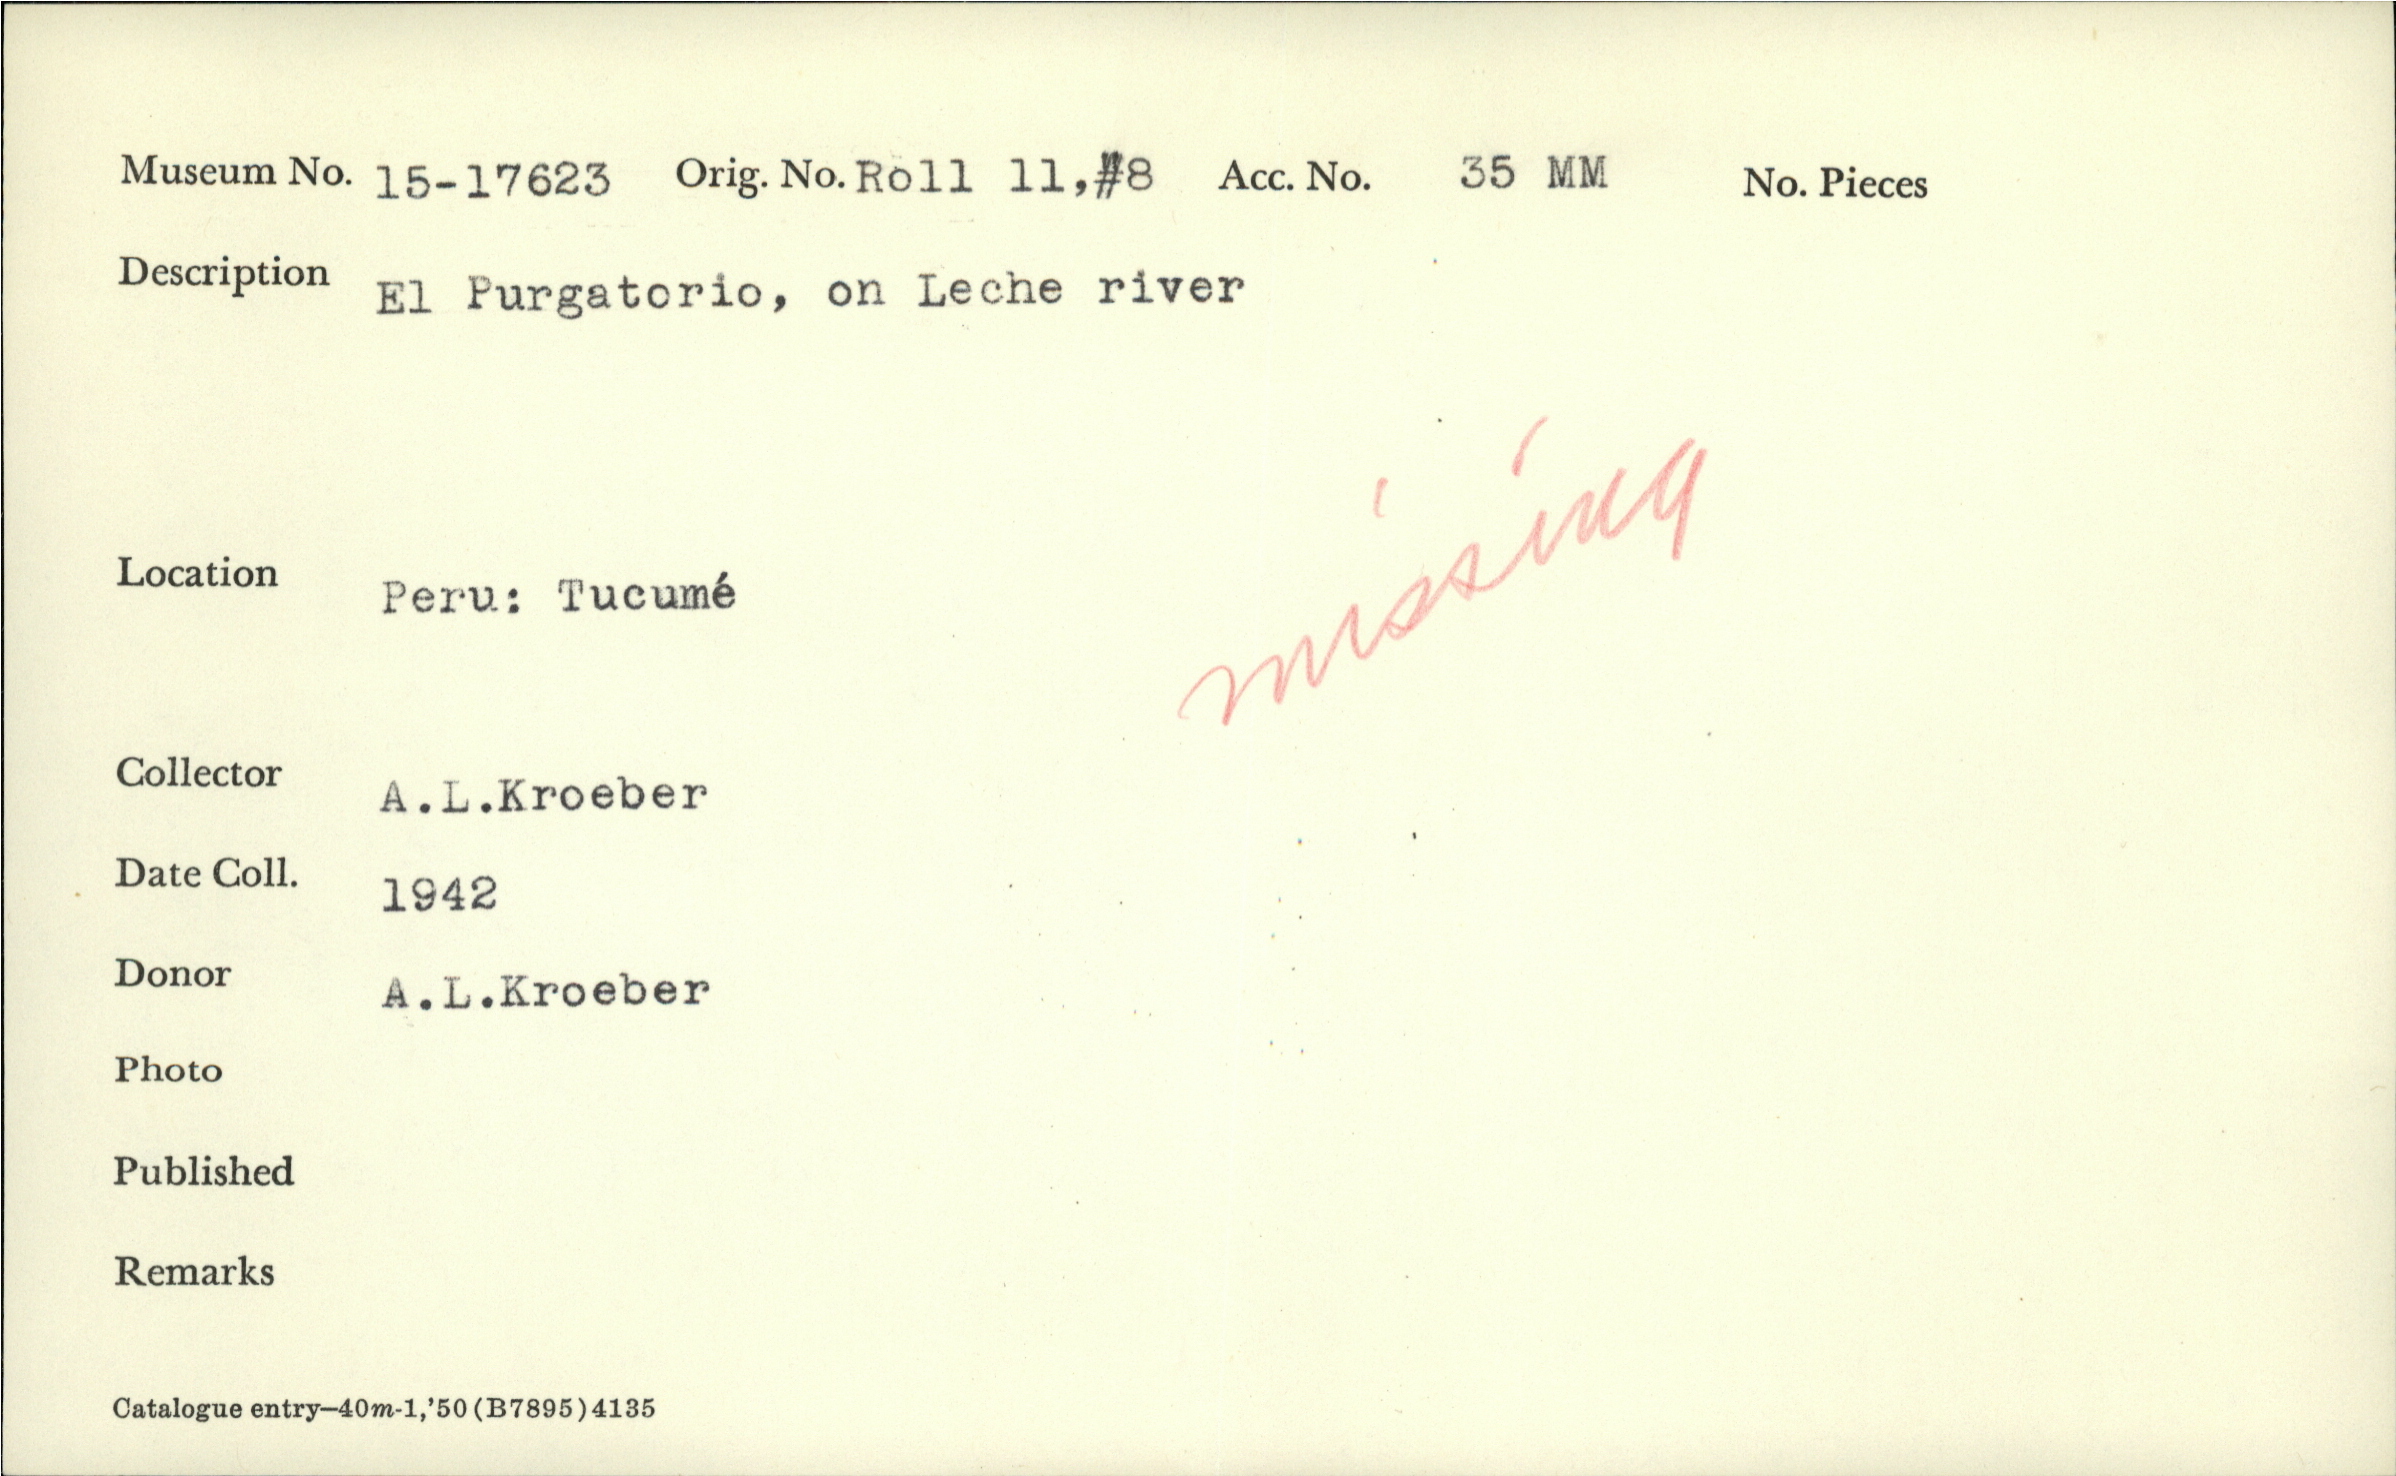 Museum No. 15-17623 Orig. No. Roll 11,#8 Acc. No. 35 MM No. Pieces
Description El Purgatorio, on Leche river
missing
Location Peru: Tucumé
Collector A.L.Kroeber
Date Coll. 1942
Donor A.L.Kroeber
Photo
Published
Remarks
Catalogue entry—40m-1,'50(B7895)4135